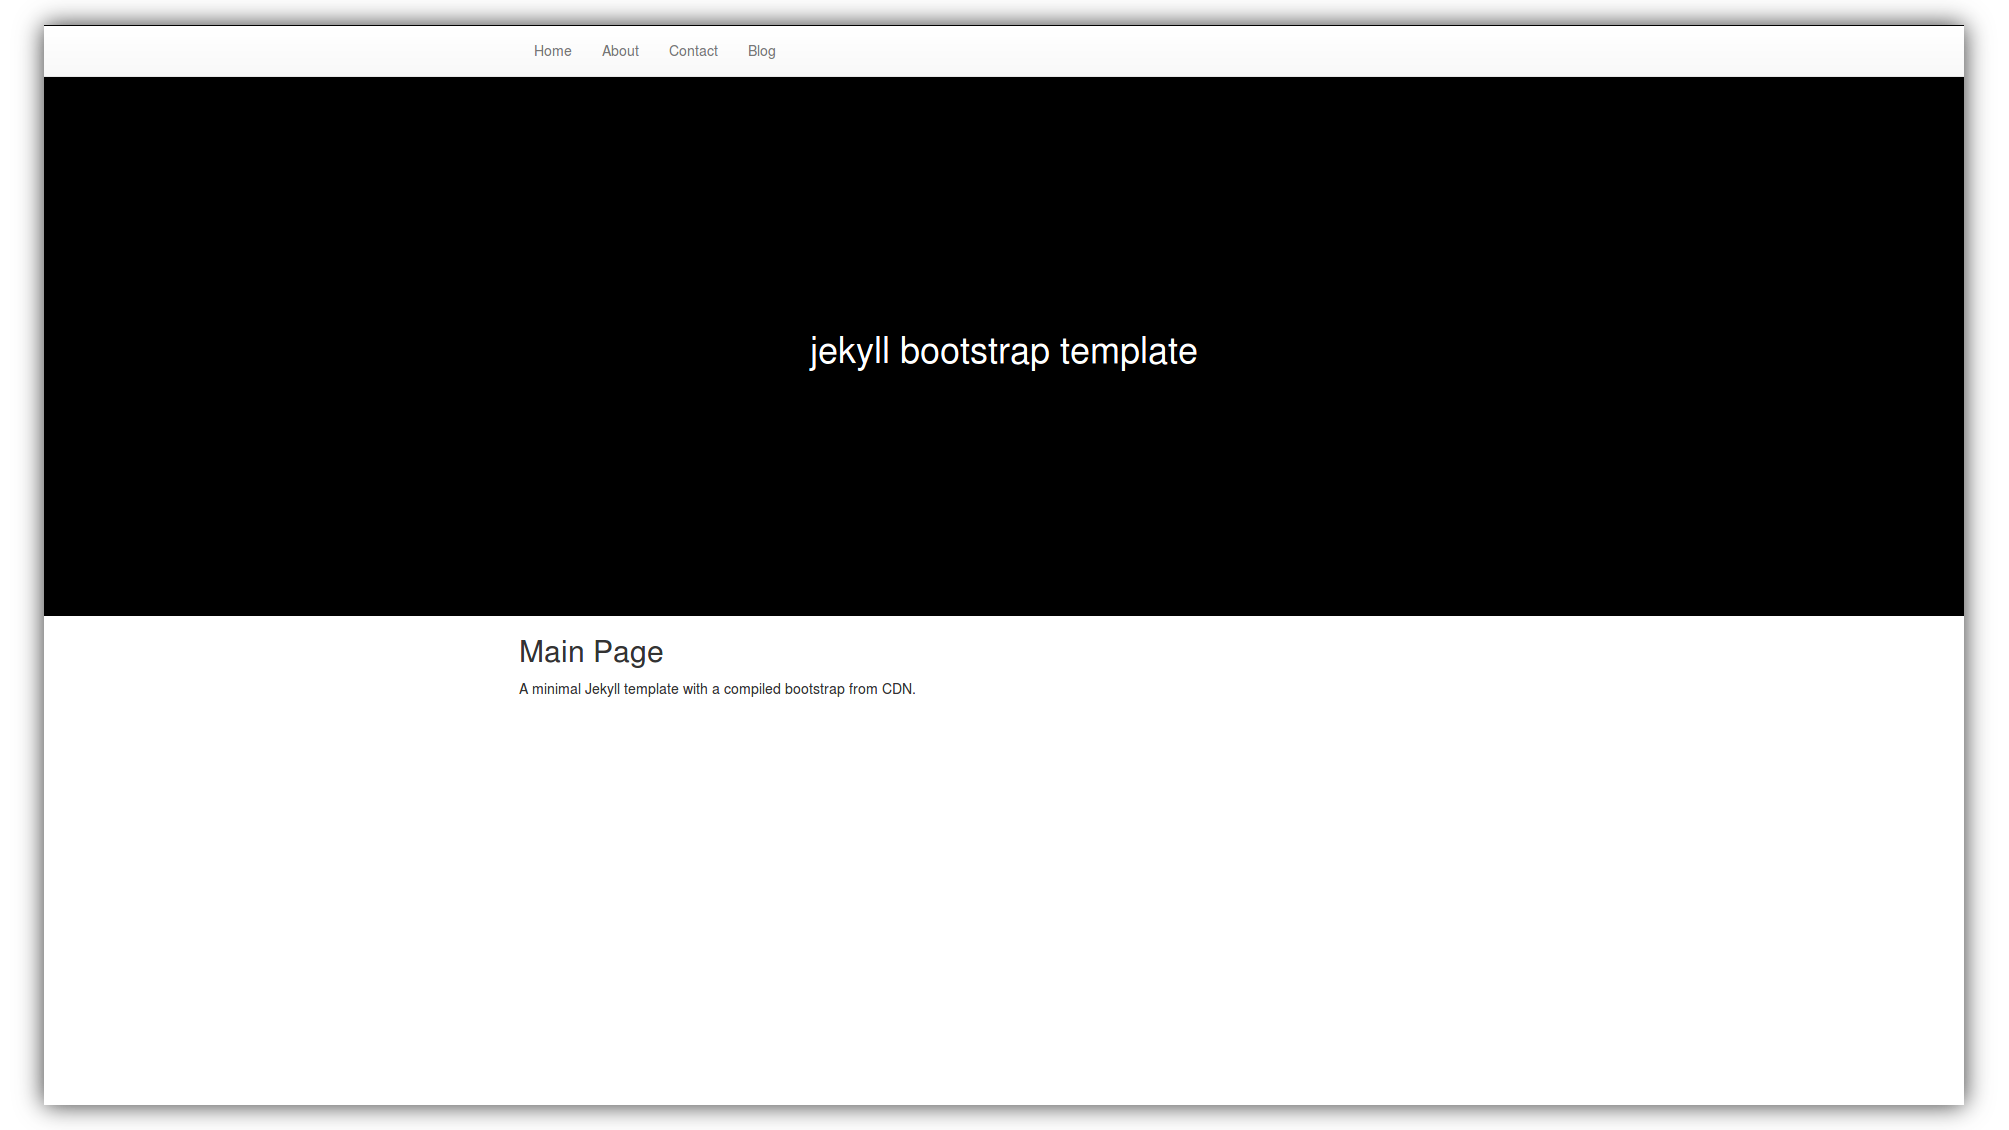 Home About Contact Blog
jekyll bootstrap template
Main Page
A minimal Jekyll template with a compiled bootstrap from CDN.